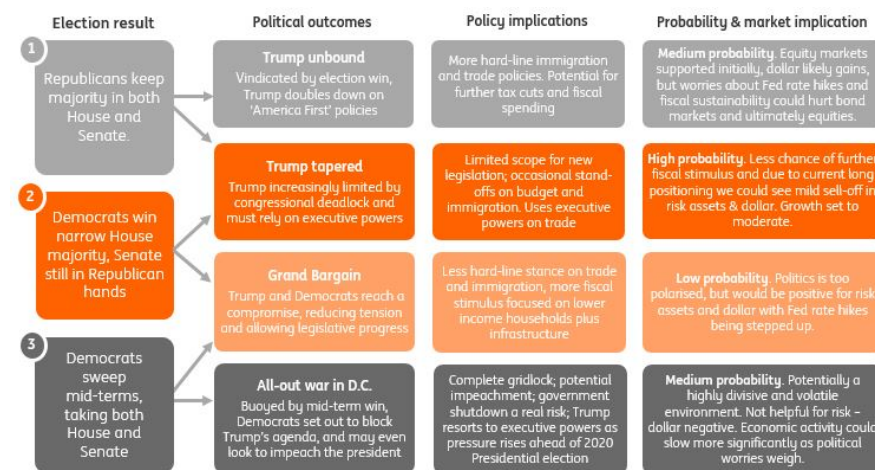 Election result
Political outcomes
Policy implications
Probability & market implication
1
Republicans keep
majority in both
House and
Senate.
Trump unbound
Vindicated by election win,
Trump doubles down on
'America First' policies
More hard-line immigration
and trade policies. Potential for
further tax cuts and fiscal
spending
Medium probability. Equity markets
supported initially, dollar likely gains,
but worries about Fed rate hikes and
fiscal sustainability could hurt bond
markets and ultimately equities.
2
Democrats win
narrow House
majority, Senate
still in Republican
hands
Trump tapered
Trump increasingly limited by
congressional deadlock and
must rely on executive powers
Limited scope for new
legislation; occasional stand-
offs on budget and
immigration. Uses executive
powers on trade
High probability. Less chance of further
fiscal stimulus and due to current long
positioning we could see mild sell-off in
risk assets & dollar. Growth set to
moderate.
Grand Bargain
Trump and Democrats reach a
compromise, reducing tension
and allowing legislative progress
Less hard-line stance on trade
and immigration, more fiscal
stimulus focused on lower
income households plus
infrastructure
Low probability. Politics is too
polarised, but would be positive for risk
assets and dollar with Fed rate hikes
being stepped up.
3
Democrats
sweep
mid-terms,
taking both
House and
Senate
All-out war in D.C.
Buoyed by mid-term win,
Democrats set out to block
Trump's agenda, and may even
look to impeach the president
Complete gridlock; potential
impeachment; government
shutdown a real risk; Trump
resorts to executive powers as
pressure rises ahead of 2020
Presidential election
Medium probability. Potentially a
highly divisive and volatile
environment. Not helpful for risk –
dollar negative. Economic activity could
slow more significantly as political
worries weigh.